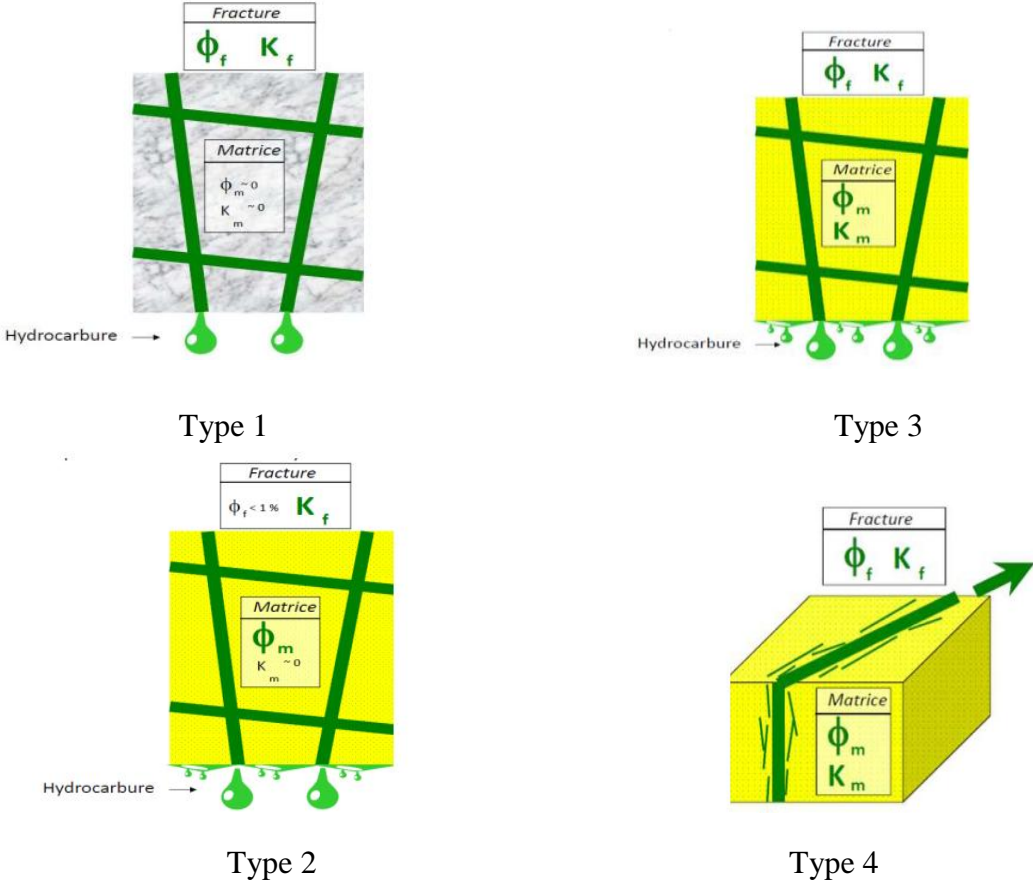 Fracture
ϕf Kf
Matrice
ϕm ~0
Km ~0
Hydrocarbure
Type 1
Fracture
ϕf Kf
Matrice
ϕm
Km
Hydrocarbure
Type 3
Fracture
ϕf < 1 % Kf
Matrice
ϕm
Km ~0
Hydrocarbure
Type 2
Fracture
ϕf Kf
Matrice
ϕm
Km
Type 4